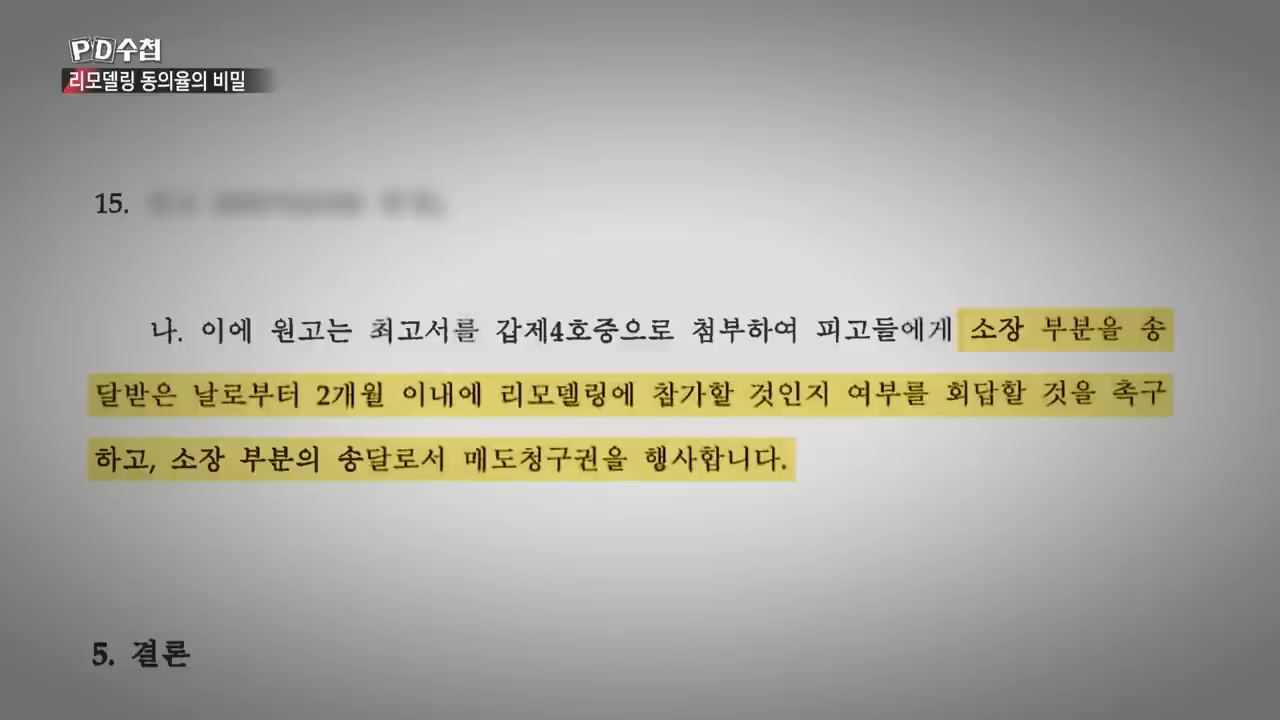 PD수첩
리모델링 동의율의 비밀
15.
나. 이에 원고는 최고서를 갑제4호증으로 첨부하여 피고들에게 소장 부분을 송
달받은 날로부터 2개월 이내에 리모델링에 참가할 것인지 여부를 회답할 것을 촉구
하고, 소장 부분의 송달로서 매도청구권을 행사합니다.
5. 결론